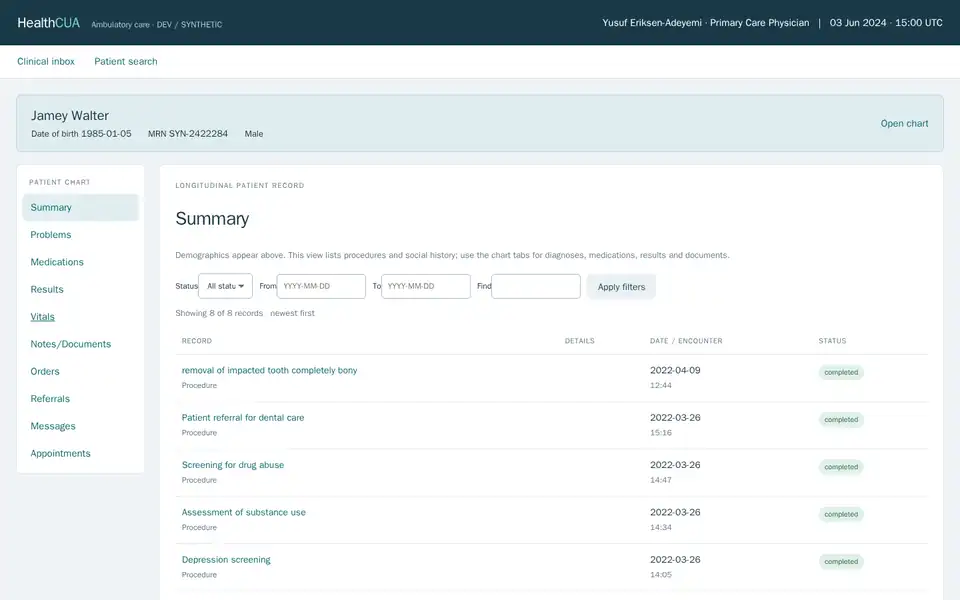 HealthCUA Ambulatory care · DEV / SYNTHETIC
Yusuf Eriksen-Adeyemi · Primary Care Physician | 03 Jun 2024 · 15:00 UTC
Clinical inbox Patient search
Jamey Walter
Date of birth 1985-01-05 MRN SYN-2422284 Male
Open chart
PATIENT CHART
Summary
Problems
Medications
Results
Vitals
Notes/Documents
Orders
Referrals
Messages
Appointments
LONGITUDINAL PATIENT RECORD
Summary
Demographics appear above. This view lists procedures and social history; use the chart tabs for diagnoses, medications, results and documents.
Status All statu From YYYY-MM-DD To YYYY-MM-DD Find Apply filters
Showing 8 of 8 records newest first
RECORD DETAILS DATE / ENCOUNTER STATUS
removal of impacted tooth completely bony 2022-04-09 completed
Procedure 12:44
Patient referral for dental care 2022-03-26 completed
Procedure 15:16
Screening for drug abuse 2022-03-26 completed
Procedure 14:47
Assessment of substance use 2022-03-26 completed
Procedure 14:34
Depression screening 2022-03-26 completed
Procedure 14:05